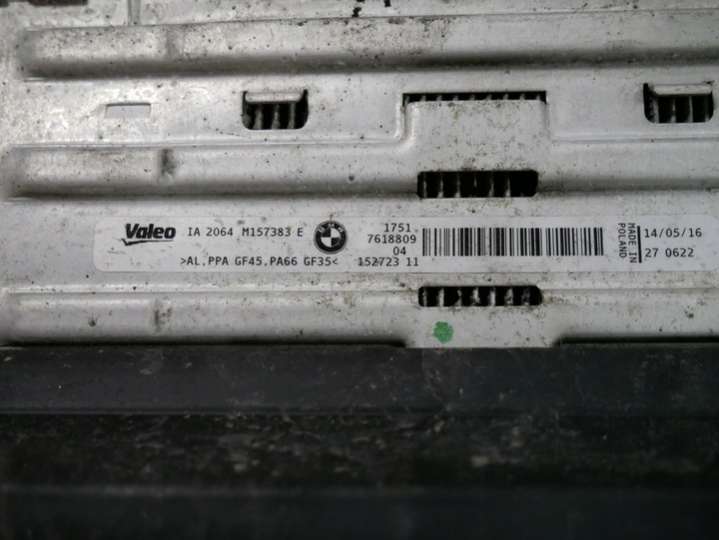 Valeo IA 2064 M157383 E
>AL.PPA GF45.PA66 GF35<
BMW
1751
7618809
04
152723 11
MADE IN
POLAND
14/05/16
27 0622